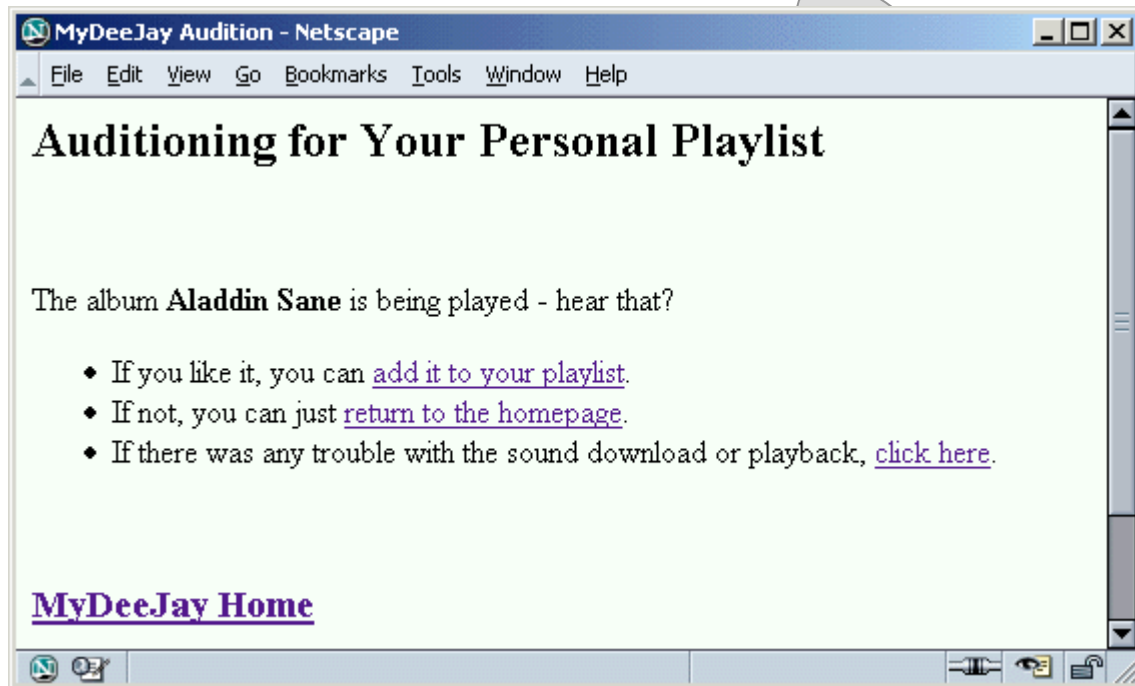 MyDeeJay Audition - Netscape
File Edit View Go Bookmarks Tools Window Help
Auditioning for Your Personal Playlist
The album Aladdin Sane is being played - hear that?
If you like it, you can add it to your playlist.
If not, you can just return to the homepage.
If there was any trouble with the sound download or playback, click here.
MyDeeJay Home